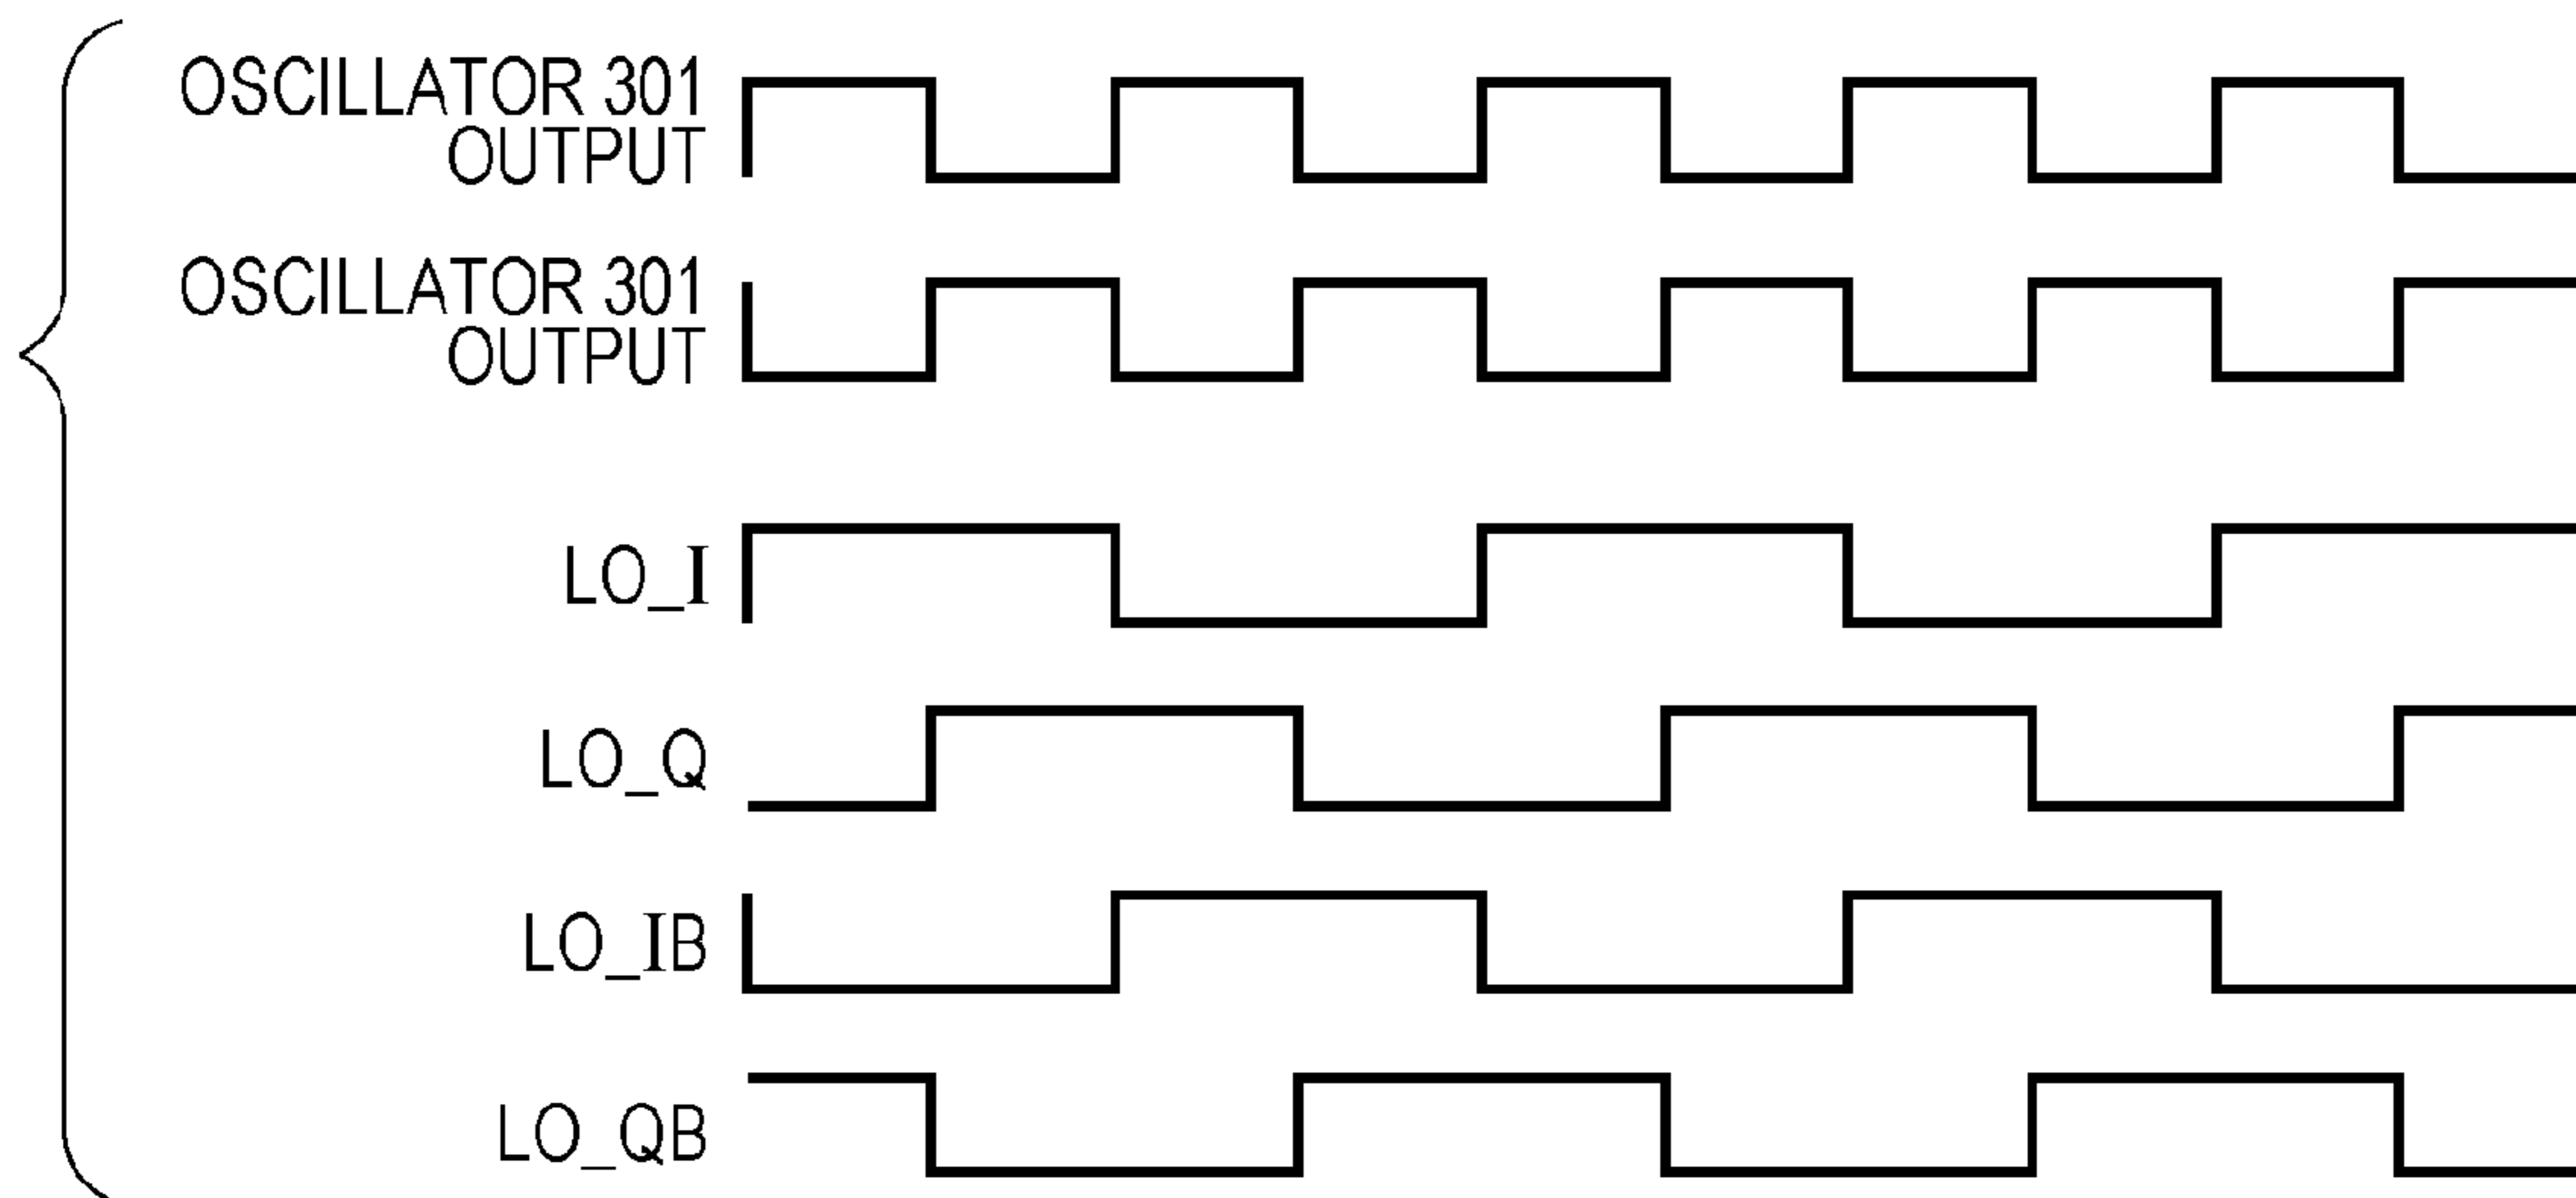 OSCILLATOR 301
OUTPUT
OSCILLATOR 301
OUTPUT
LO_I
LO_Q
LO_IB
LO_QB